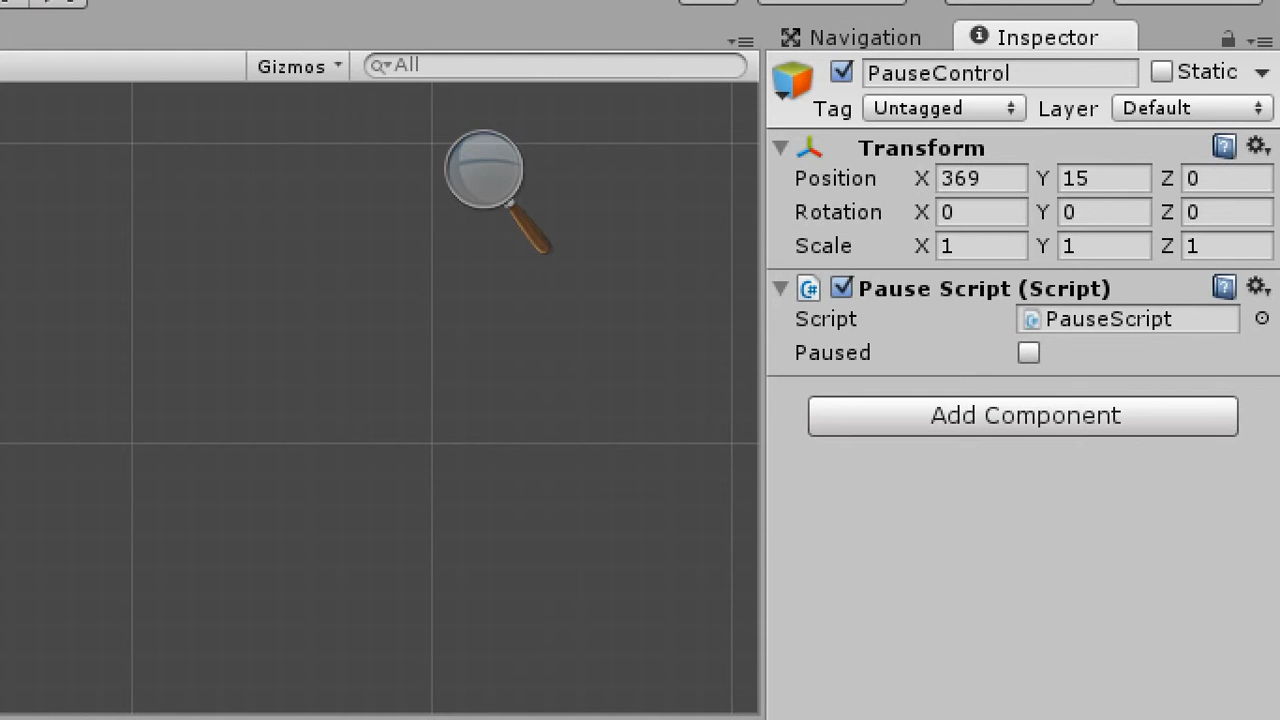 Gizmos All
Navigation Inspector
PauseControl Static
Tag Untagged Layer Default
Transform
Position X 369 Y 15 Z 0
Rotation X 0 Y 0 Z 0
Scale X 1 Y 1 Z 1
C# Pause Script (Script)
Script PauseScript
Paused
Add Component